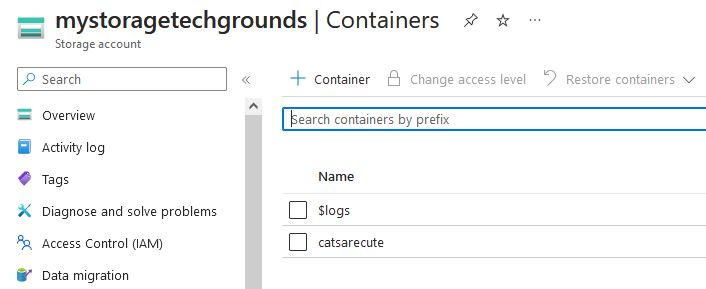 mystoragetechgrounds | Containers
Storage account
Search
Overview
Activity log
Tags
Diagnose and solve problems
Access Control (IAM)
Data migration
Container
Change access level
Restore containers
Search containers by prefix
Name
$logs
catsarecute